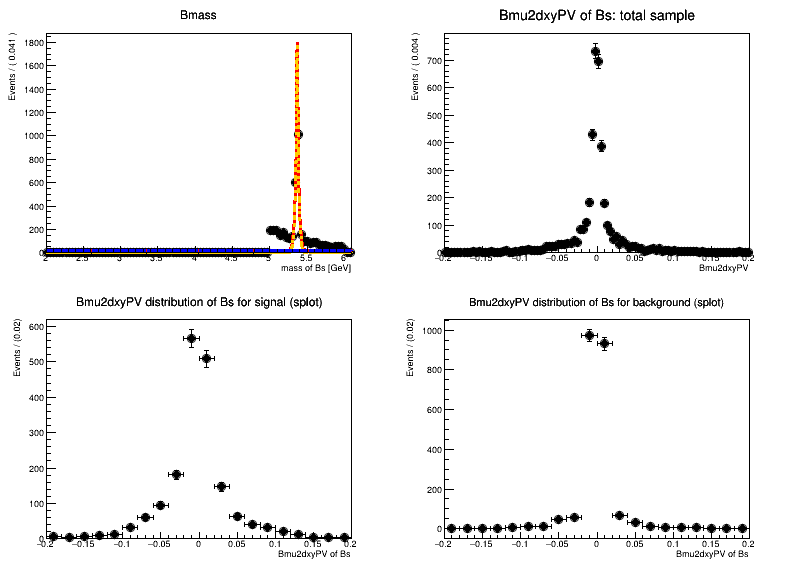 Bmass
Events / ( 0.041 )
1800
1600
1400
1200
1000
800
600
400
200
0
2 2.5 3 3.5 4 4.5 5 5.5 6
mass of Bs [GeV]
Bmu2dxyPV of Bs: total sample
Events / ( 0.004 )
700
600
500
400
300
200
100
0
−0.2 −0.15 −0.1 −0.05 0 0.05 0.1 0.15 0.2
Bmu2dxyPV
Bmu2dxyPV distribution of Bs for signal (splot)
Events / (0.02)
600
500
400
300
200
100
0
−0.2 −0.15 −0.1 −0.05 0 0.05 0.1 0.15 0.2
Bmu2dxyPV of Bs
Bmu2dxyPV distribution of Bs for background (splot)
Events / (0.02)
1000
800
600
400
200
0
−0.2 −0.15 −0.1 −0.05 0 0.05 0.1 0.15 0.2
Bmu2dxyPV of Bs